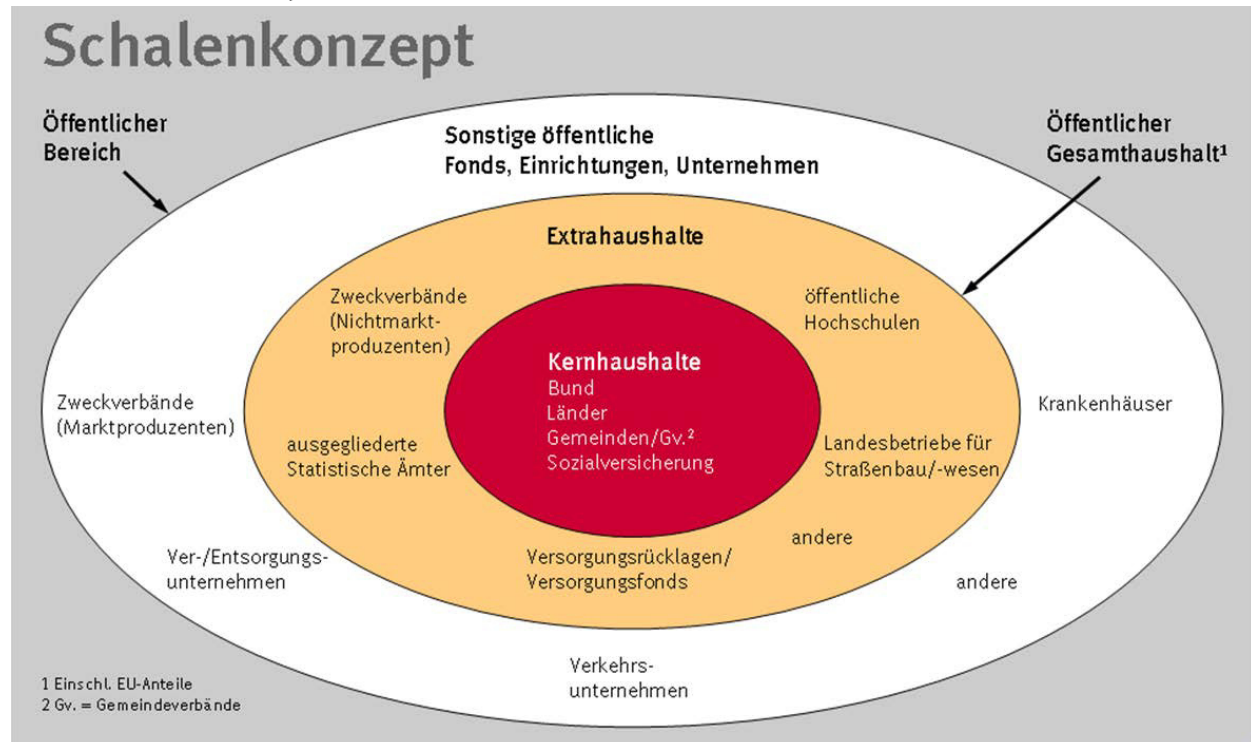 Schalenkonzept
Öffentlicher
Bereich
Sonstige öffentliche
Fonds, Einrichtungen, Unternehmen
Öffentlicher
Gesamthaushalt¹
Extrahaushalte
Zweckverbände
(Nichtmarkt-
produzenten)
öffentliche
Hochschulen
Kernhaushalte
Bund
Länder
Gemeinden/Gv.²
Sozialversicherung
Zweckverbände
(Marktproduzenten)
Krankenhäuser
ausgegliederte
Statistische Ämter
Landesbetriebe für
Straßenbau/-wesen
andere
Ver-/Entsorgungs-
unternehmen
Versorgungsrücklagen/
Versorgungsfonds
andere
Verkehrs-
unternehmen
1 Einschl. EU-Anteile
2 Gv. = Gemeindeverbände